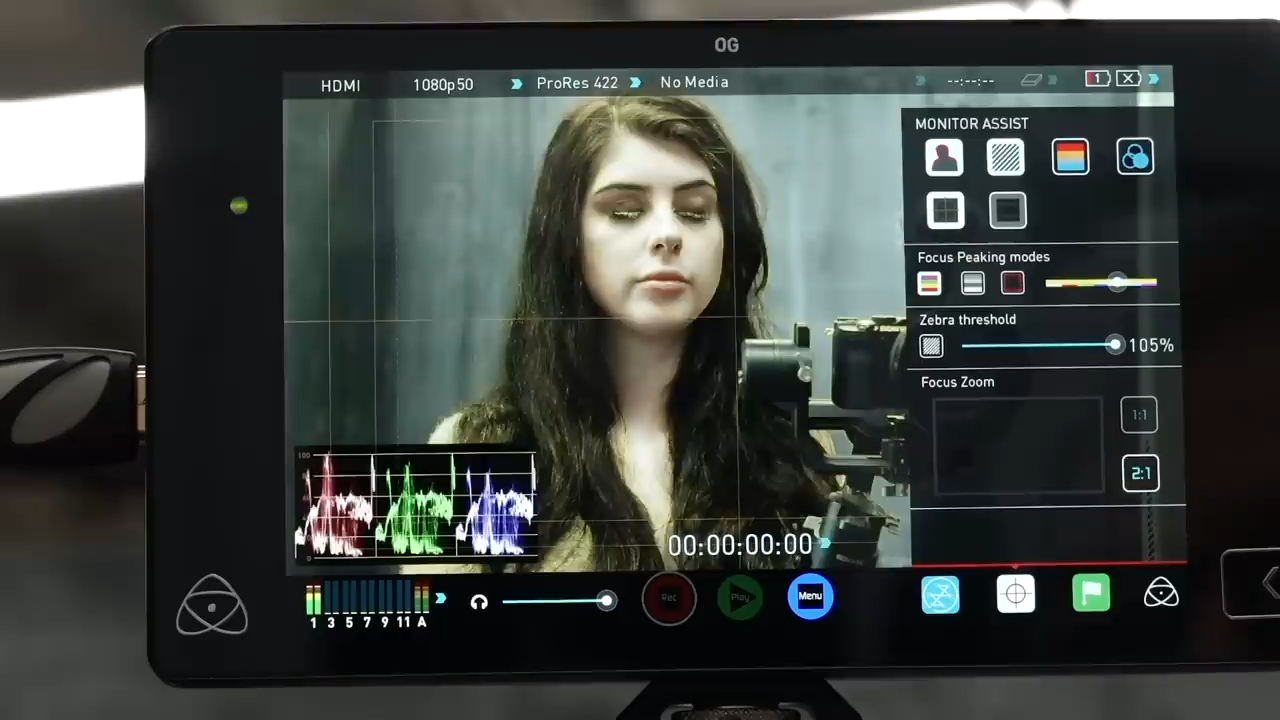 OG
HDMI 1080p50 ProRes 422 No Media --:--:-- 1 X
MONITOR ASSIST
Focus Peaking modes
Zebra threshold
105%
Focus Zoom
1:1
2:1
100
0
00:00:00:00
Rec Play Menu
1 3 5 7 9 11 A